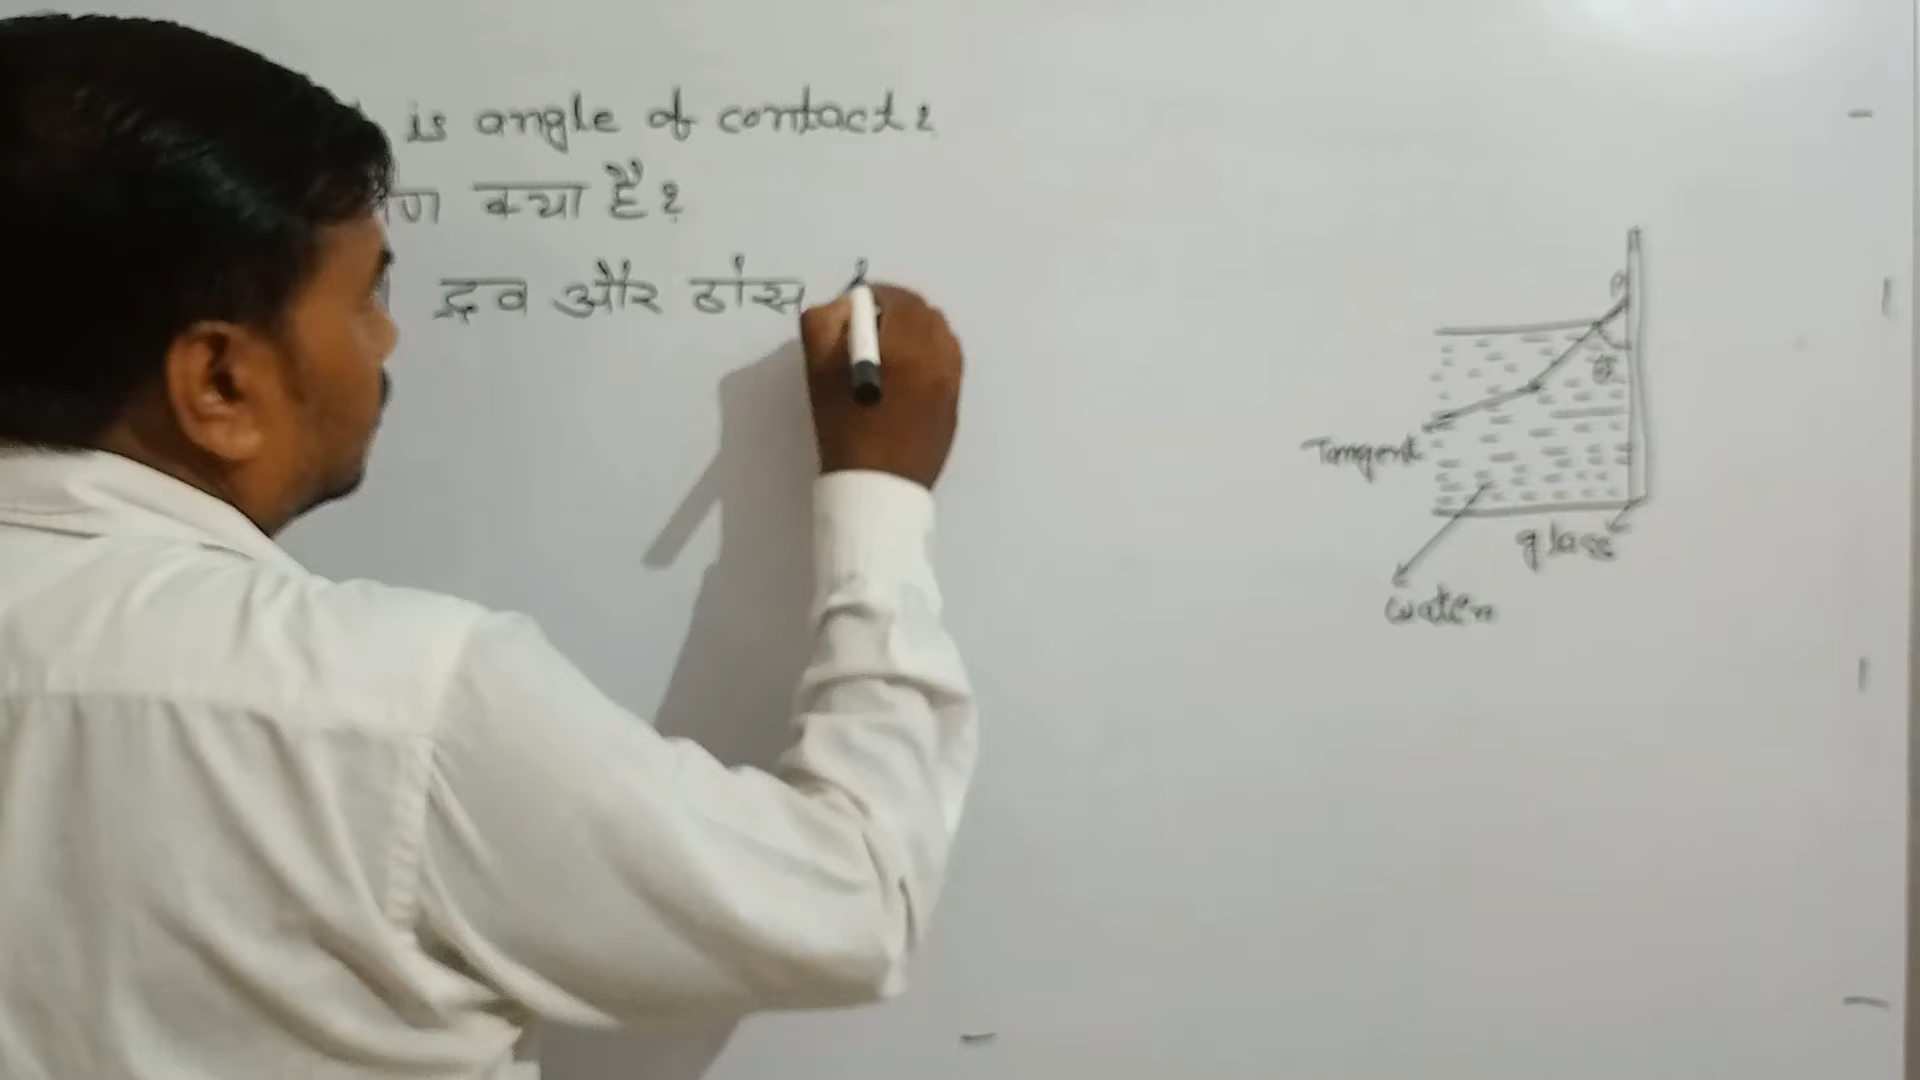 is angle of contact?
क्या है?
द्रव और ठोस
θ
Tangent
glass
water